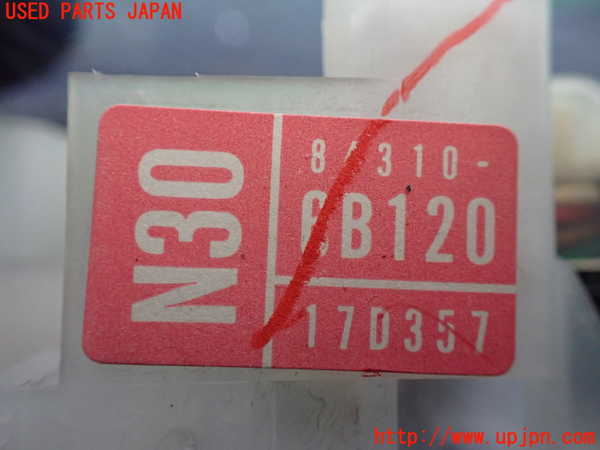 USED PARTS JAPAN
N30
84310-
6B120
17D357
http://www.upjpn.com/